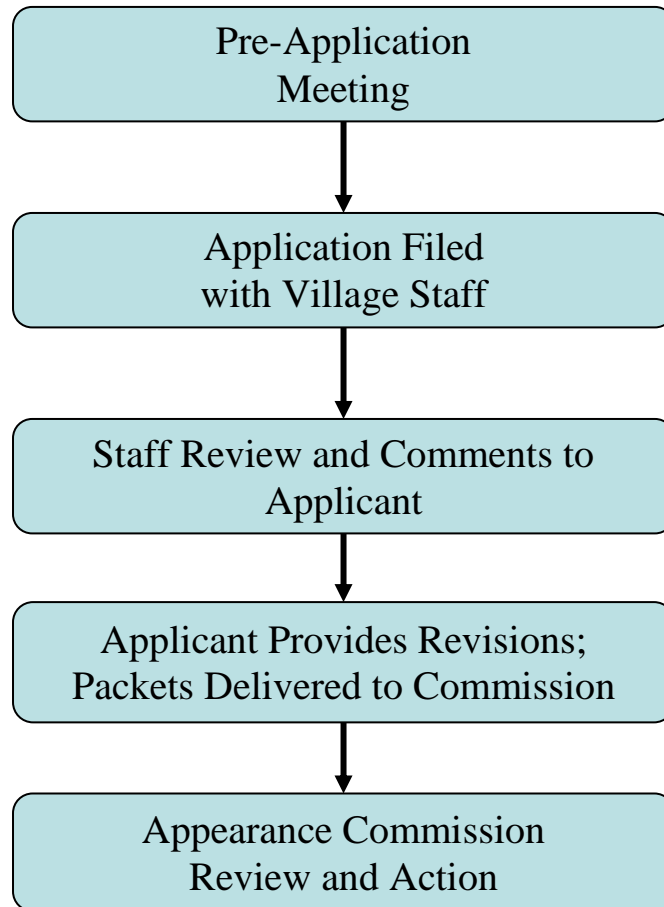 Pre-Application
Meeting
Application Filed
with Village Staff
Staff Review and Comments to
Applicant
Applicant Provides Revisions;
Packets Delivered to Commission
Appearance Commission
Review and Action